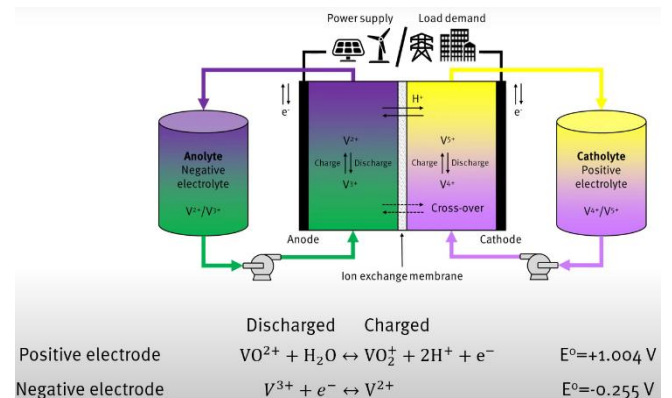 Power supply Load demand
e⁻
H⁺
e⁻
V²⁺
V⁵⁺
Charge Discharge
Charge Discharge
V³⁺
V⁴⁺
Cross-over
Anolyte
Negative
electrolyte
V²⁺/V³⁺
Catholyte
Positive
electrolyte
V⁴⁺/V⁵⁺
Anode
Cathode
Ion exchange membrane
Discharged Charged
Positive electrode VO²⁺ + H₂O ↔ VO₂⁺ + 2H⁺ + e⁻ E⁰=+1.004 V
Negative electrode V³⁺ + e⁻ ↔ V²⁺ E⁰=-0.255 V